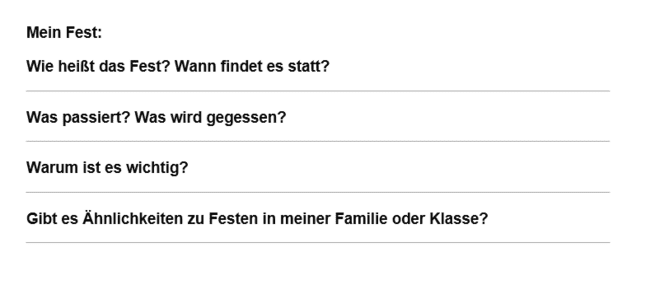 Mein Fest:
Wie heißt das Fest? Wann findet es statt?
Was passiert? Was wird gegessen?
Warum ist es wichtig?
Gibt es Ähnlichkeiten zu Festen in meiner Familie oder Klasse?